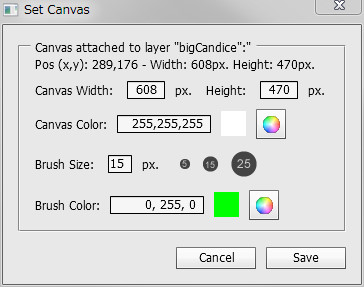 Set Canvas
Canvas attached to layer "bigCandice":"
Pos (x,y): 289,176 - Width: 608px. Height: 470px.
Canvas Width: 608 px. Height: 470 px.
Canvas Color: 255,255,255
Brush Size: 15 px. 5 15 25
Brush Color: 0, 255, 0
Cancel Save